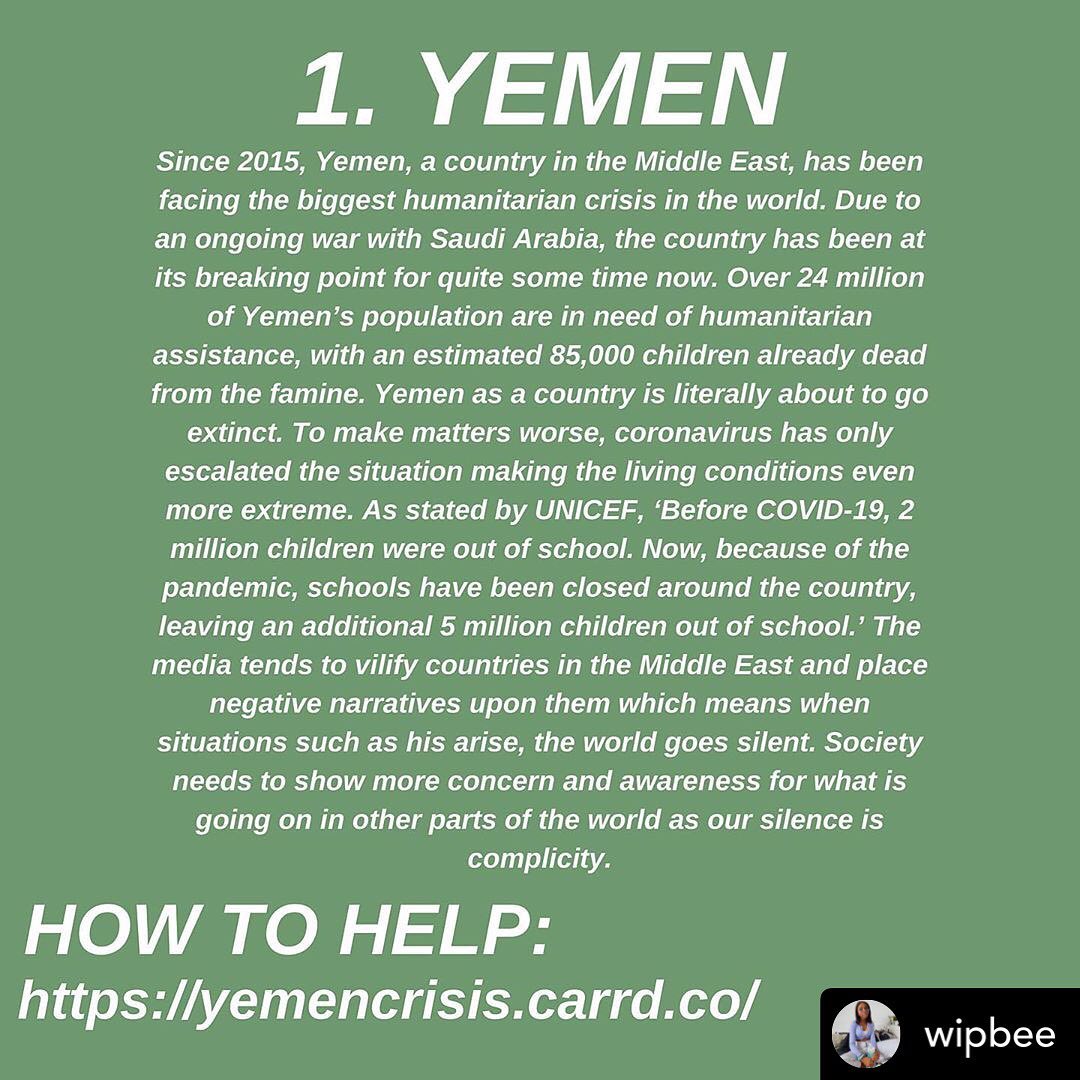 1. YEMEN
Since 2015, Yemen, a country in the Middle East, has been
facing the biggest humanitarian crisis in the world. Due to
an ongoing war with Saudi Arabia, the country has been at
its breaking point for quite some time now. Over 24 million
of Yemen’s population are in need of humanitarian
assistance, with an estimated 85,000 children already dead
from the famine. Yemen as a country is literally about to go
extinct. To make matters worse, coronavirus has only
escalated the situation making the living conditions even
more extreme. As stated by UNICEF, ‘Before COVID-19, 2
million children were out of school. Now, because of the
pandemic, schools have been closed around the country,
leaving an additional 5 million children out of school.’ The
media tends to vilify countries in the Middle East and place
negative narratives upon them which means when
situations such as his arise, the world goes silent. Society
needs to show more concern and awareness for what is
going on in other parts of the world as our silence is
complicity.
HOW TO HELP:
https://yemencrisis.carrd.co/
wipbee